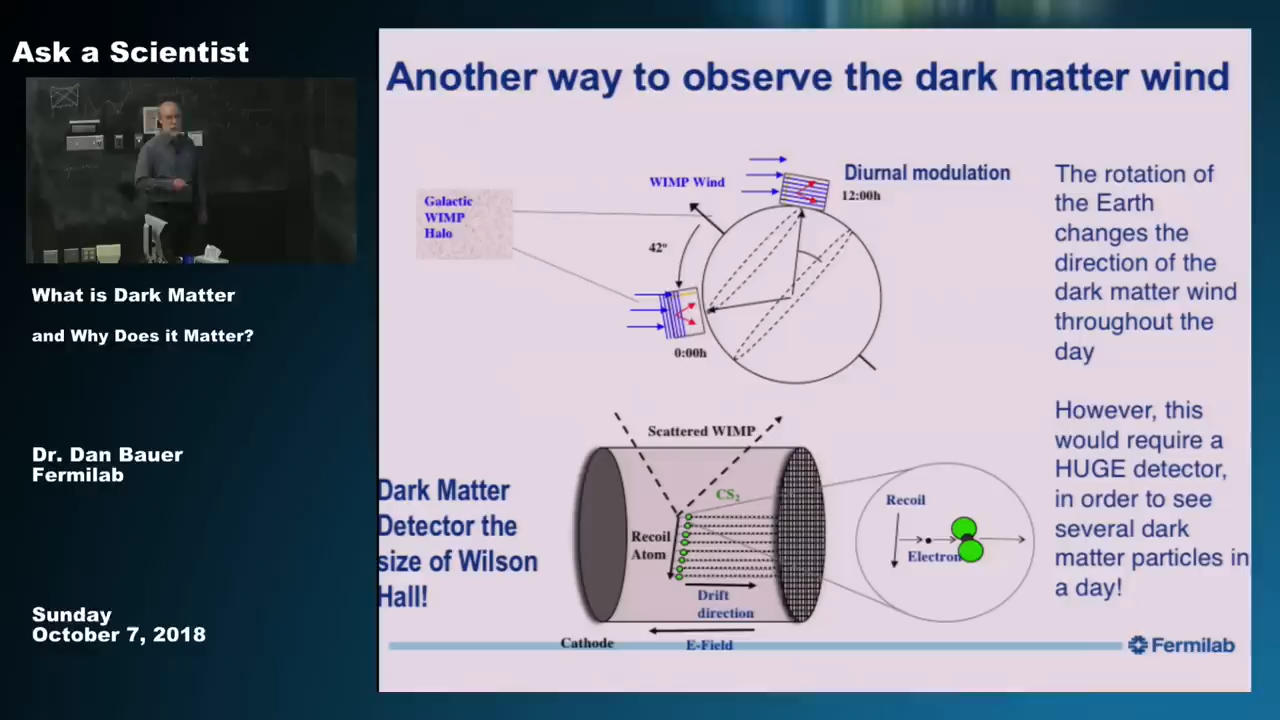 Ask a Scientist
What is Dark Matter
and Why Does it Matter?
Dr. Dan Bauer
Fermilab
Sunday
October 7, 2018
Another way to observe the dark matter wind
WIMP Wind
Diurnal modulation
12:00h
Galactic
WIMP
Halo
42º
0:00h
The rotation of
the Earth
changes the
direction of the
dark matter wind
throughout the
day
However, this
would require a
HUGE detector,
in order to see
several dark
matter particles in
a day!
Dark Matter
Detector the
size of Wilson
Hall!
Scattered WIMP
CS₂
Recoil
Atom
Drift
direction
Cathode
E-Field
Recoil
Electron
Fermilab